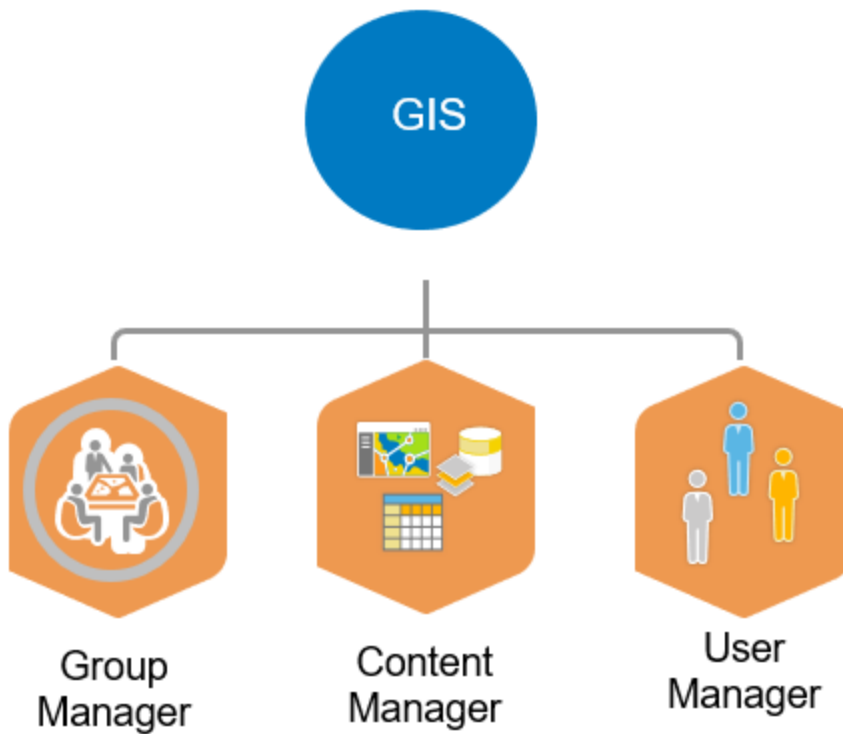 GIS
Group
Manager
Content
Manager
User
Manager